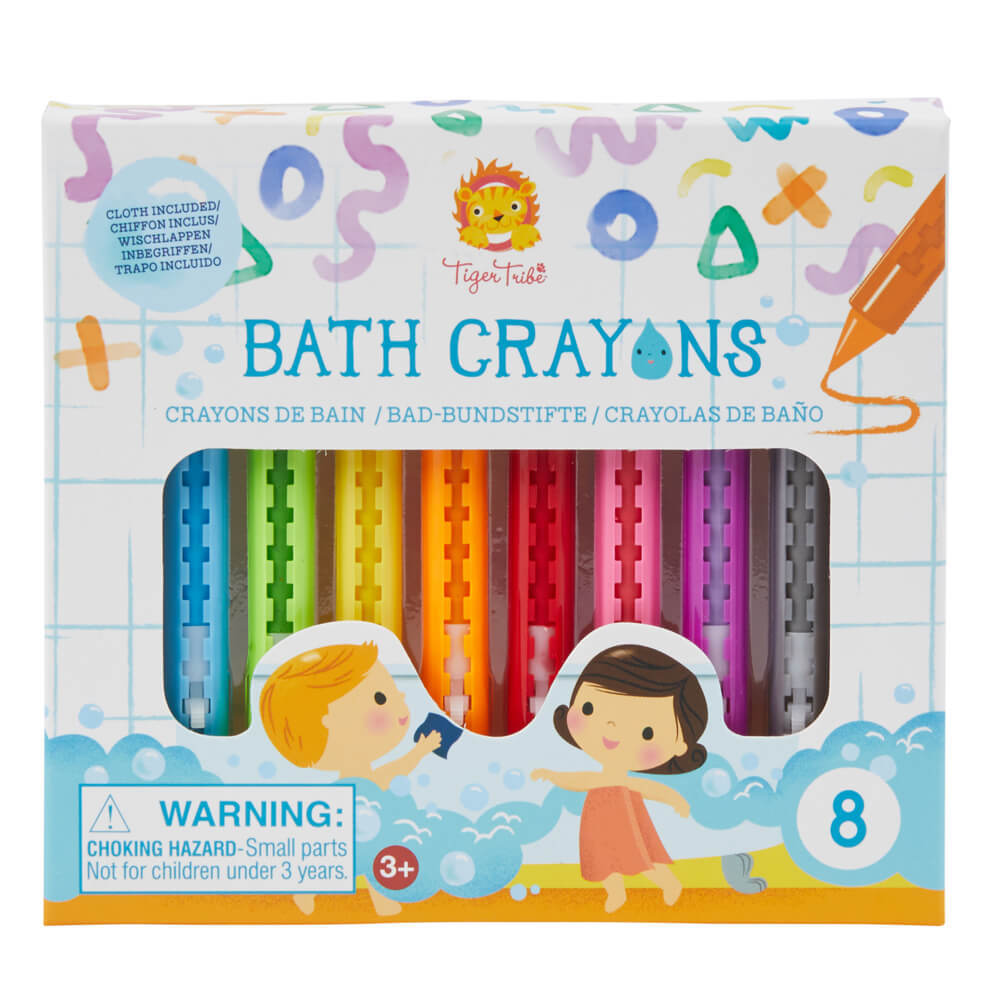 CLOTH INCLUDED/
CHIFFON INCLUS/
WISCHLAPPEN
INBEGRIFFEN/
TRAPO INCLUIDO
Tiger Tribe
BATH CRAYONS
CRAYONS DE BAIN / BAD-BUNDSTIFTE / CRAYOLAS DE BAÑO
WARNING:
CHOKING HAZARD-Small parts
Not for children under 3 years.
3+
8